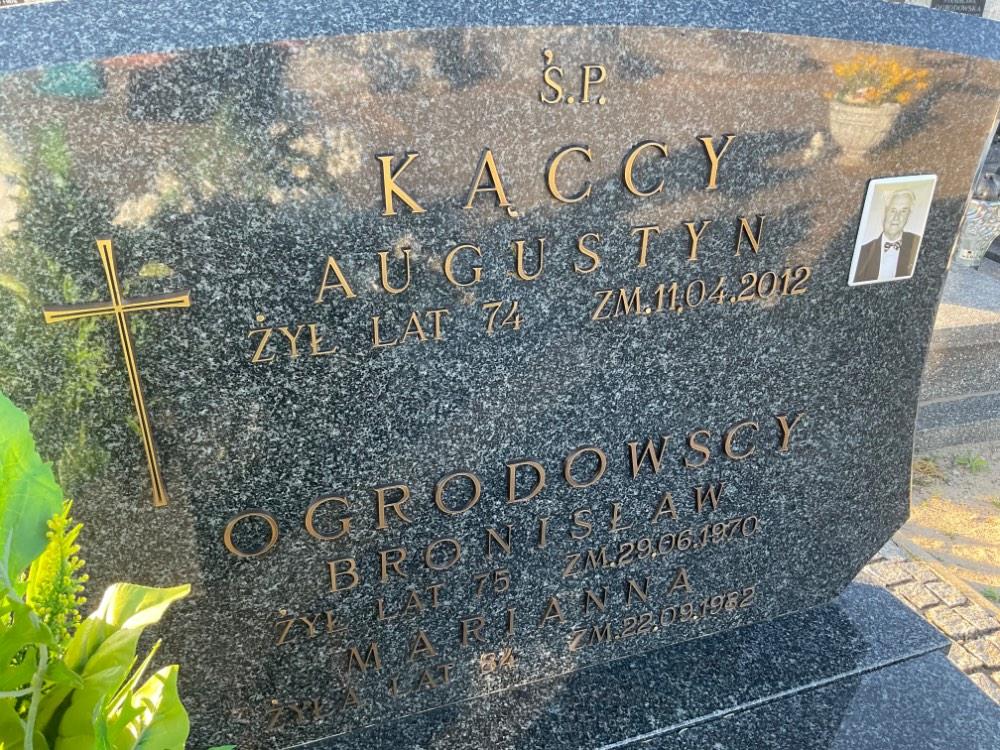 Ś.P.
KĄCCY
AUGUSTYN
ŻYŁ LAT 74 ZM.11.04.2012
OGRODOWSCY
BRONISŁAW
ŻYŁ LAT 75 ZM.29.06.1970
MARIANNA
ŻYŁA LAT 84 ZM.22.09.1982